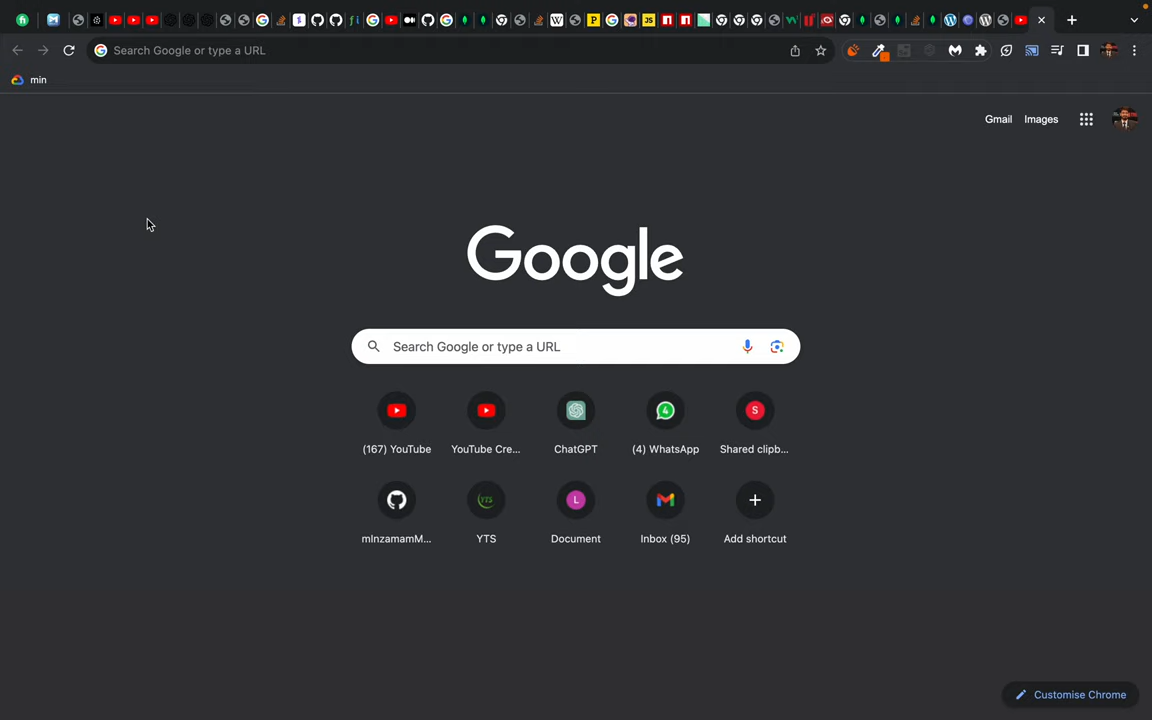 Search Google or type a URL
min
Gmail Images
Google
Search Google or type a URL
(167) YouTube YouTube Cre... ChatGPT (4) WhatsApp Shared clipb...
mInzamamM... YTS Document Inbox (95) Add shortcut
Customise Chrome